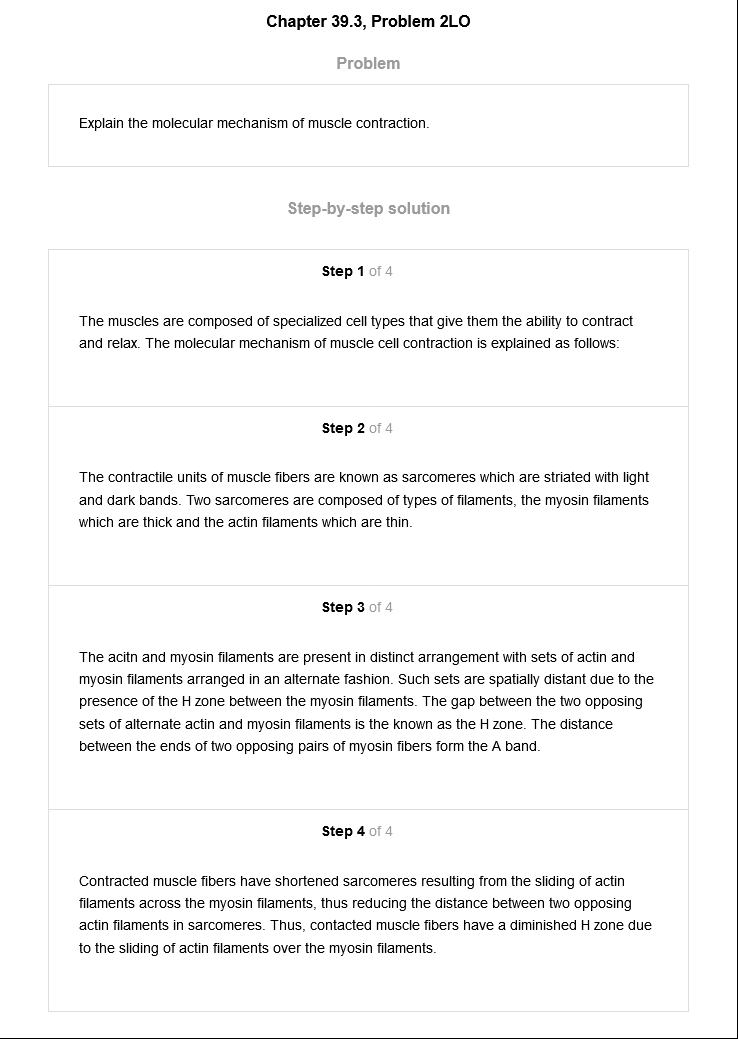 Chapter 39.3, Problem 2LO
Problem
Explain the molecular mechanism of muscle contraction.
Step-by-step solution
Step 1 of 4
The muscles are composed of specialized cell types that give them the ability to contract
and relax. The molecular mechanism of muscle cell contraction is explained as follows:
Step 2 of 4
The contractile units of muscle fibers are known as sarcomeres which are striated with light
and dark bands. Two sarcomeres are composed of types of filaments, the myosin filaments
which are thick and the actin filaments which are thin.
Step 3 of 4
The acitn and myosin filaments are present in distinct arrangement with sets of actin and
myosin filaments arranged in an alternate fashion. Such sets are spatially distant due to the
presence of the H zone between the myosin filaments. The gap between the two opposing
sets of alternate actin and myosin filaments is the known as the H zone. The distance
between the ends of two opposing pairs of myosin fibers form the A band.
Step 4 of 4
Contracted muscle fibers have shortened sarcomeres resulting from the sliding of actin
filaments across the myosin filaments, thus reducing the distance between two opposing
actin filaments in sarcomeres. Thus, contacted muscle fibers have a diminished H zone due
to the sliding of actin filaments over the myosin filaments.